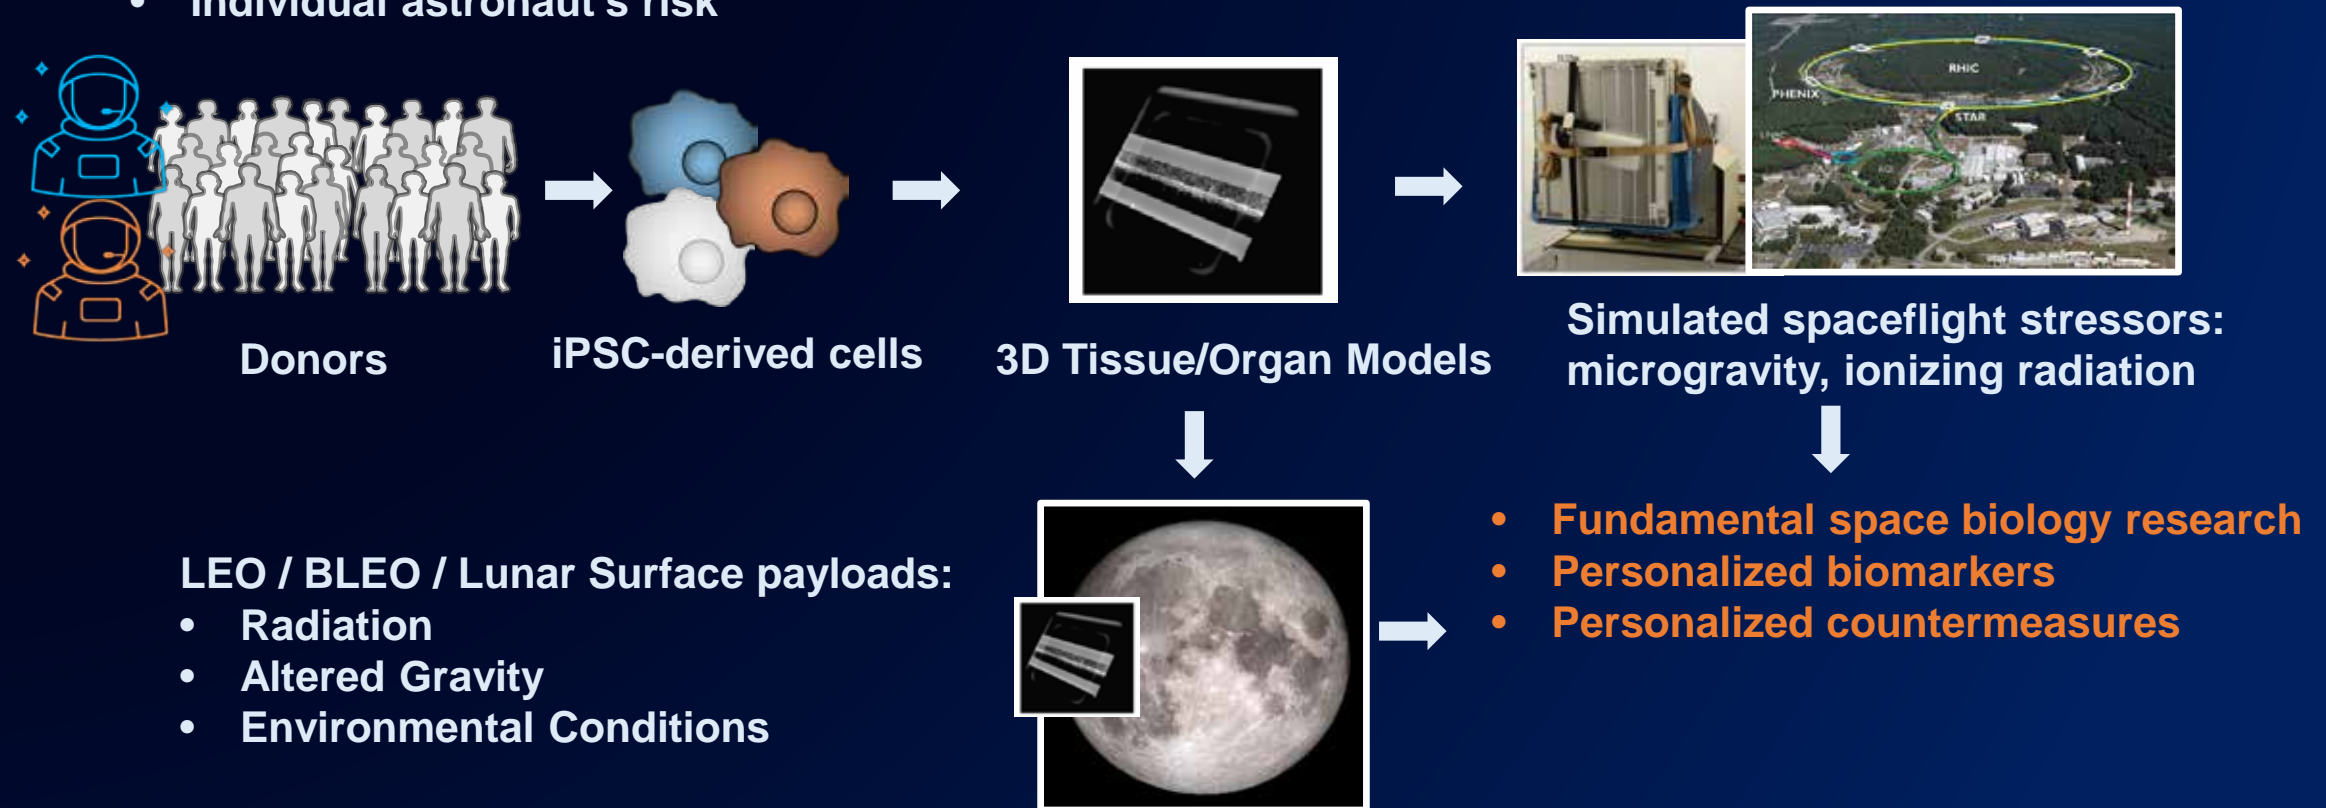 • Individual astronaut's risk
RHIC
PHENIX
STAR
Donors
iPSC-derived cells
3D Tissue/Organ Models
Simulated spaceflight stressors:
microgravity, ionizing radiation
LEO / BLEO / Lunar Surface payloads:
• Radiation
• Altered Gravity
• Environmental Conditions
• Fundamental space biology research
• Personalized biomarkers
• Personalized countermeasures